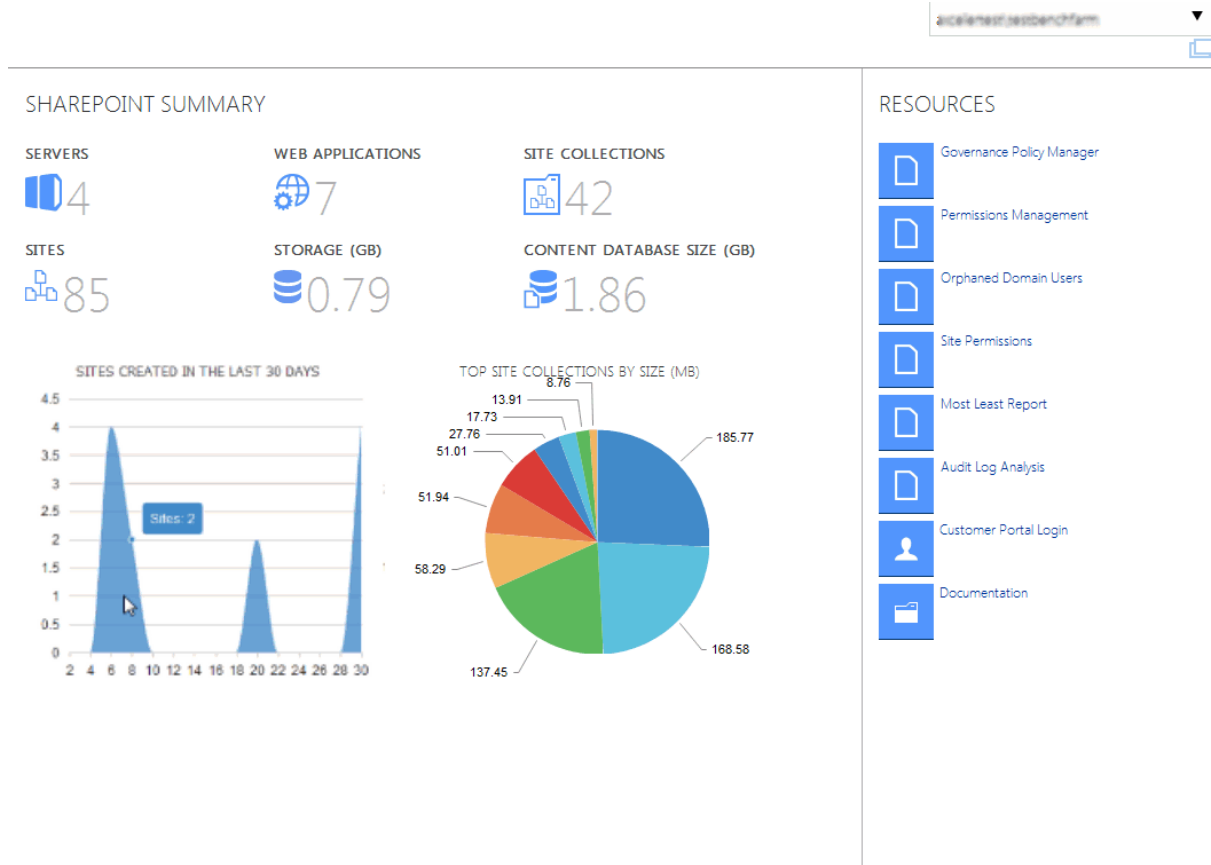 SHAREPOINT SUMMARY
SERVERS
4
WEB APPLICATIONS
7
SITE COLLECTIONS
42
SITES
85
STORAGE (GB)
0.79
CONTENT DATABASE SIZE (GB)
1.86
SITES CREATED IN THE LAST 30 DAYS
4.5
4
3.5
3
2.5
2
1.5
1
0.5
0
Sites: 2
2 4 6 8 10 12 14 16 18 20 22 24 26 28 30
TOP SITE COLLECTIONS BY SIZE (MB)
8.76
13.91
17.73
27.76
51.01
51.94
58.29
137.45
168.58
185.77
RESOURCES
Governance Policy Manager
Permissions Management
Orphaned Domain Users
Site Permissions
Most Least Report
Audit Log Analysis
Customer Portal Login
Documentation